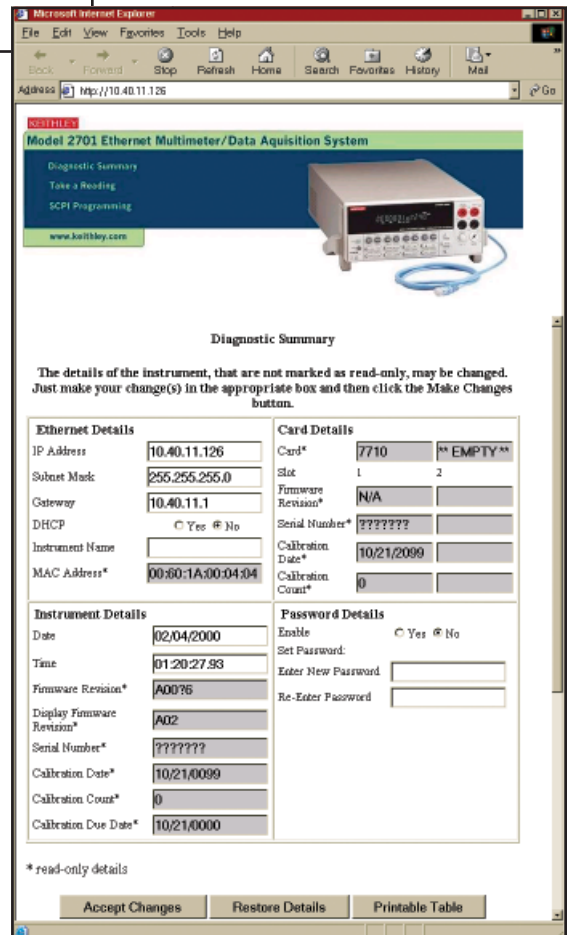 Microsoft Internet Explorer
File Edit View Favorites Tools Help
Back Forward Stop Refresh Home Search Favorites History Mail
Address http://10.40.11.126 Go
KEITHLEY
Model 2701 Ethernet Multimeter/Data Aquisition System
Diagnostic Summary
Take a Reading
SCPI Programming
www.keithley.com
Diagnostic Summary
The details of the instrument, that are not marked as read-only, may be changed.
Just make your change(s) in the appropriate box and then click the Make Changes
button.
Ethernet Details
IP Address 10.40.11.126
Subnet Mask 255.255.255.0
Gateway 10.40.11.1
DHCP Yes No
Instrument Name
MAC Address* 00:60:1A:00:04:04
Card Details
Card* 7710 ** EMPTY **
Slot 1 2
Firmware
Revision* N/A
Serial Number* ???????
Calibration
Date* 10/21/2099
Calibration
Count* 0
Instrument Details
Date 02/04/2000
Time 01:20:27.93
Firmware Revision* A00?6
Display Firmware
Revision* A02
Serial Number* ???????
Calibration Date* 10/21/0099
Calibration Count* 0
Calibration Due Date* 10/21/0000
Password Details
Enable Yes No
Set Password:
Enter New Password
Re-Enter Password
* read-only details
Accept Changes Restore Details Printable Table